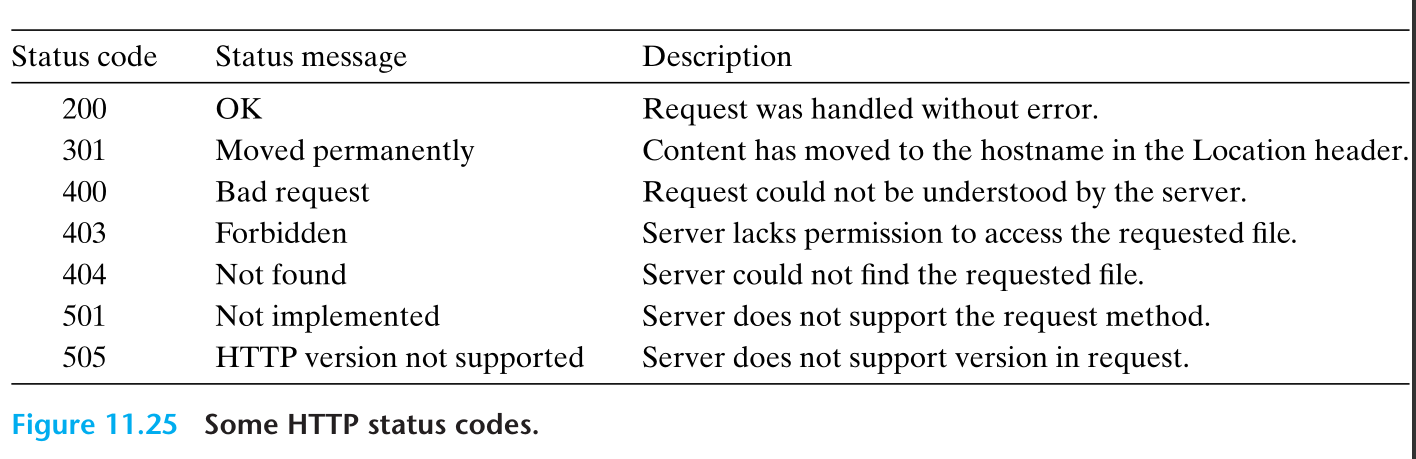 Status code Status message Description
200 OK Request was handled without error.
301 Moved permanently Content has moved to the hostname in the Location header.
400 Bad request Request could not be understood by the server.
403 Forbidden Server lacks permission to access the requested file.
404 Not found Server could not find the requested file.
501 Not implemented Server does not support the request method.
505 HTTP version not supported Server does not support version in request.
Figure 11.25 Some HTTP status codes.